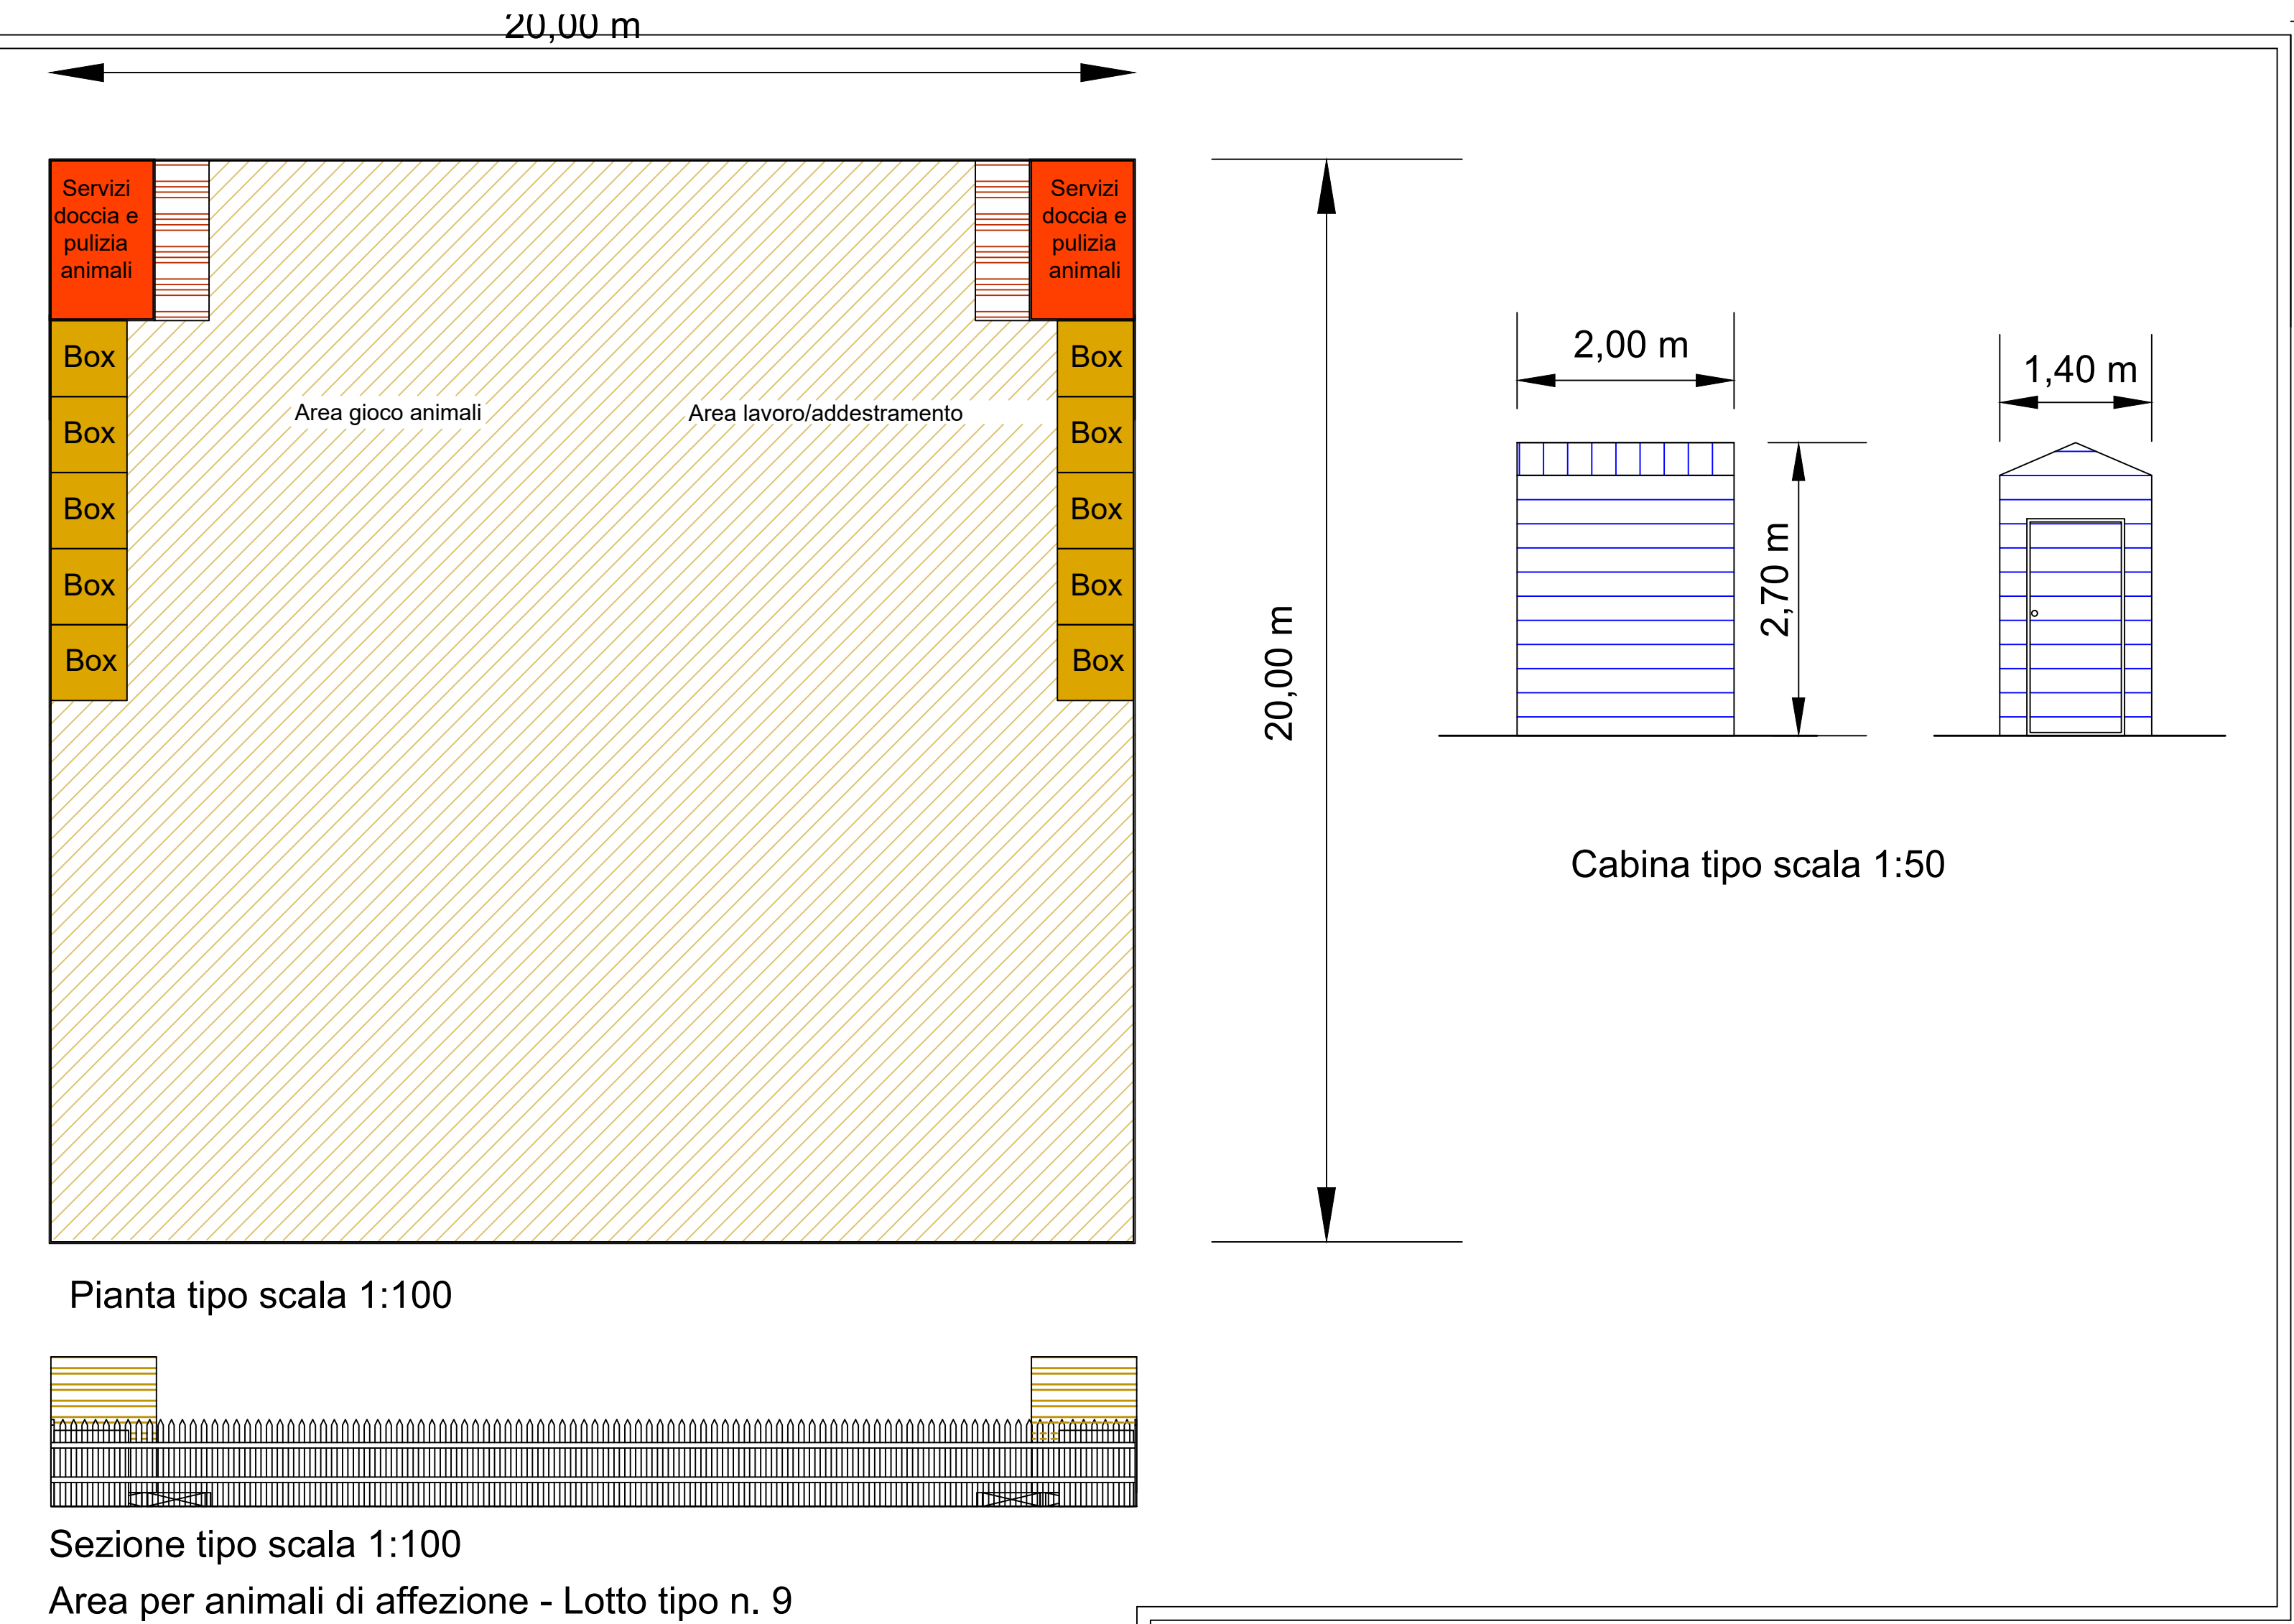 20,00 m
Servizi
doccia e
pulizia
animali
Servizi
doccia e
pulizia
animali
Box
Box
Box
Box
Box
Box
Box
Box
Box
Box
Area gioco animali
Area lavoro/addestramento
20,00 m
2,00 m
1,40 m
2,70 m
Cabina tipo scala 1:50
Pianta tipo scala 1:100
Sezione tipo scala 1:100
Area per animali di affezione - Lotto tipo n. 9